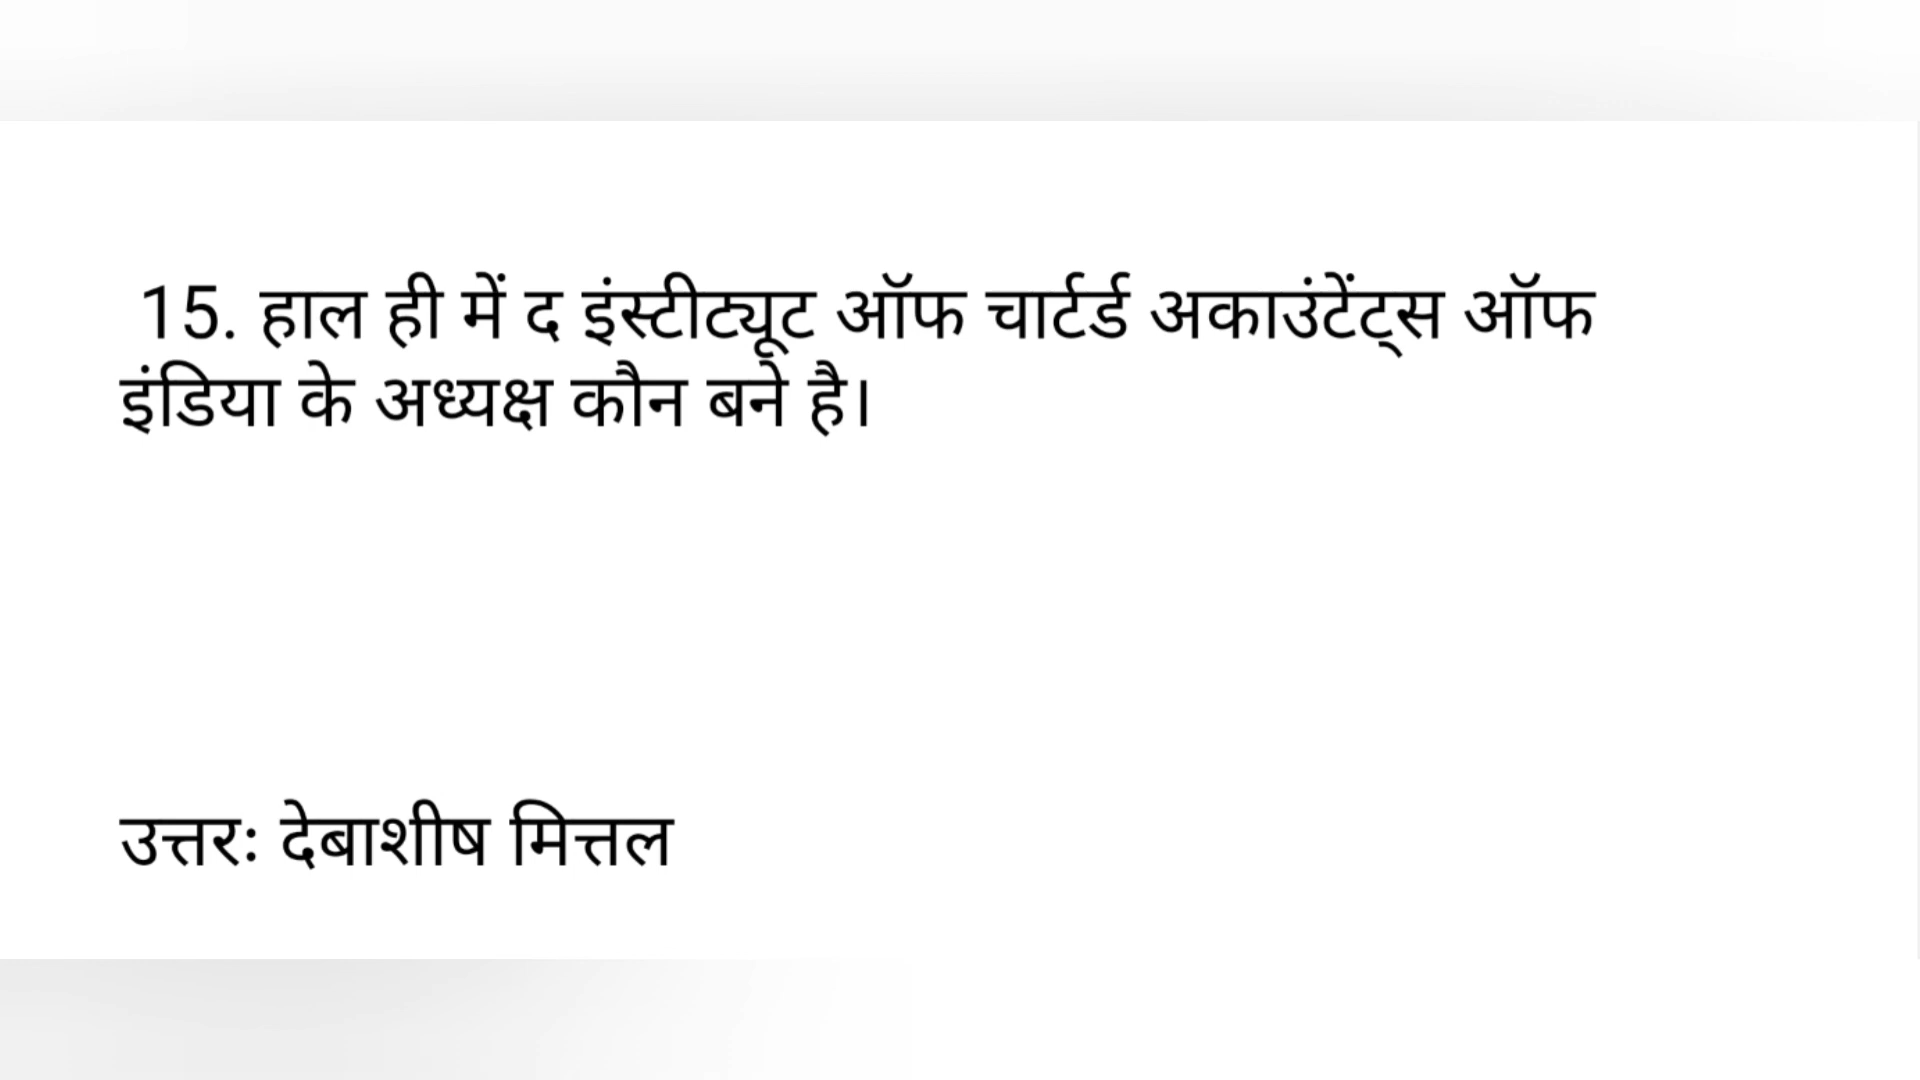 15. हाल ही में द इंस्टीट्यूट ऑफ चार्टर्ड अकाउंटेंट्स ऑफ
इंडिया के अध्यक्ष कौन बने है।
उत्तरः देबाशीष मित्तल